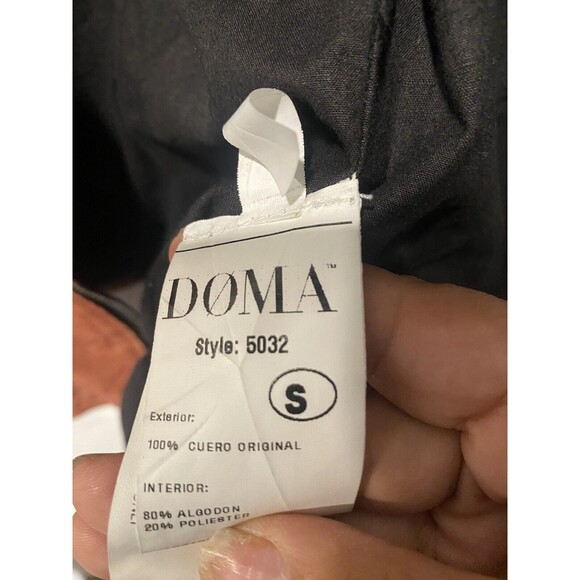 DØMA™
Style: 5032
S
Exterior:
100% CUERO ORIGINAL
INTERIOR:
80% ALGODON
20% POLIESTER